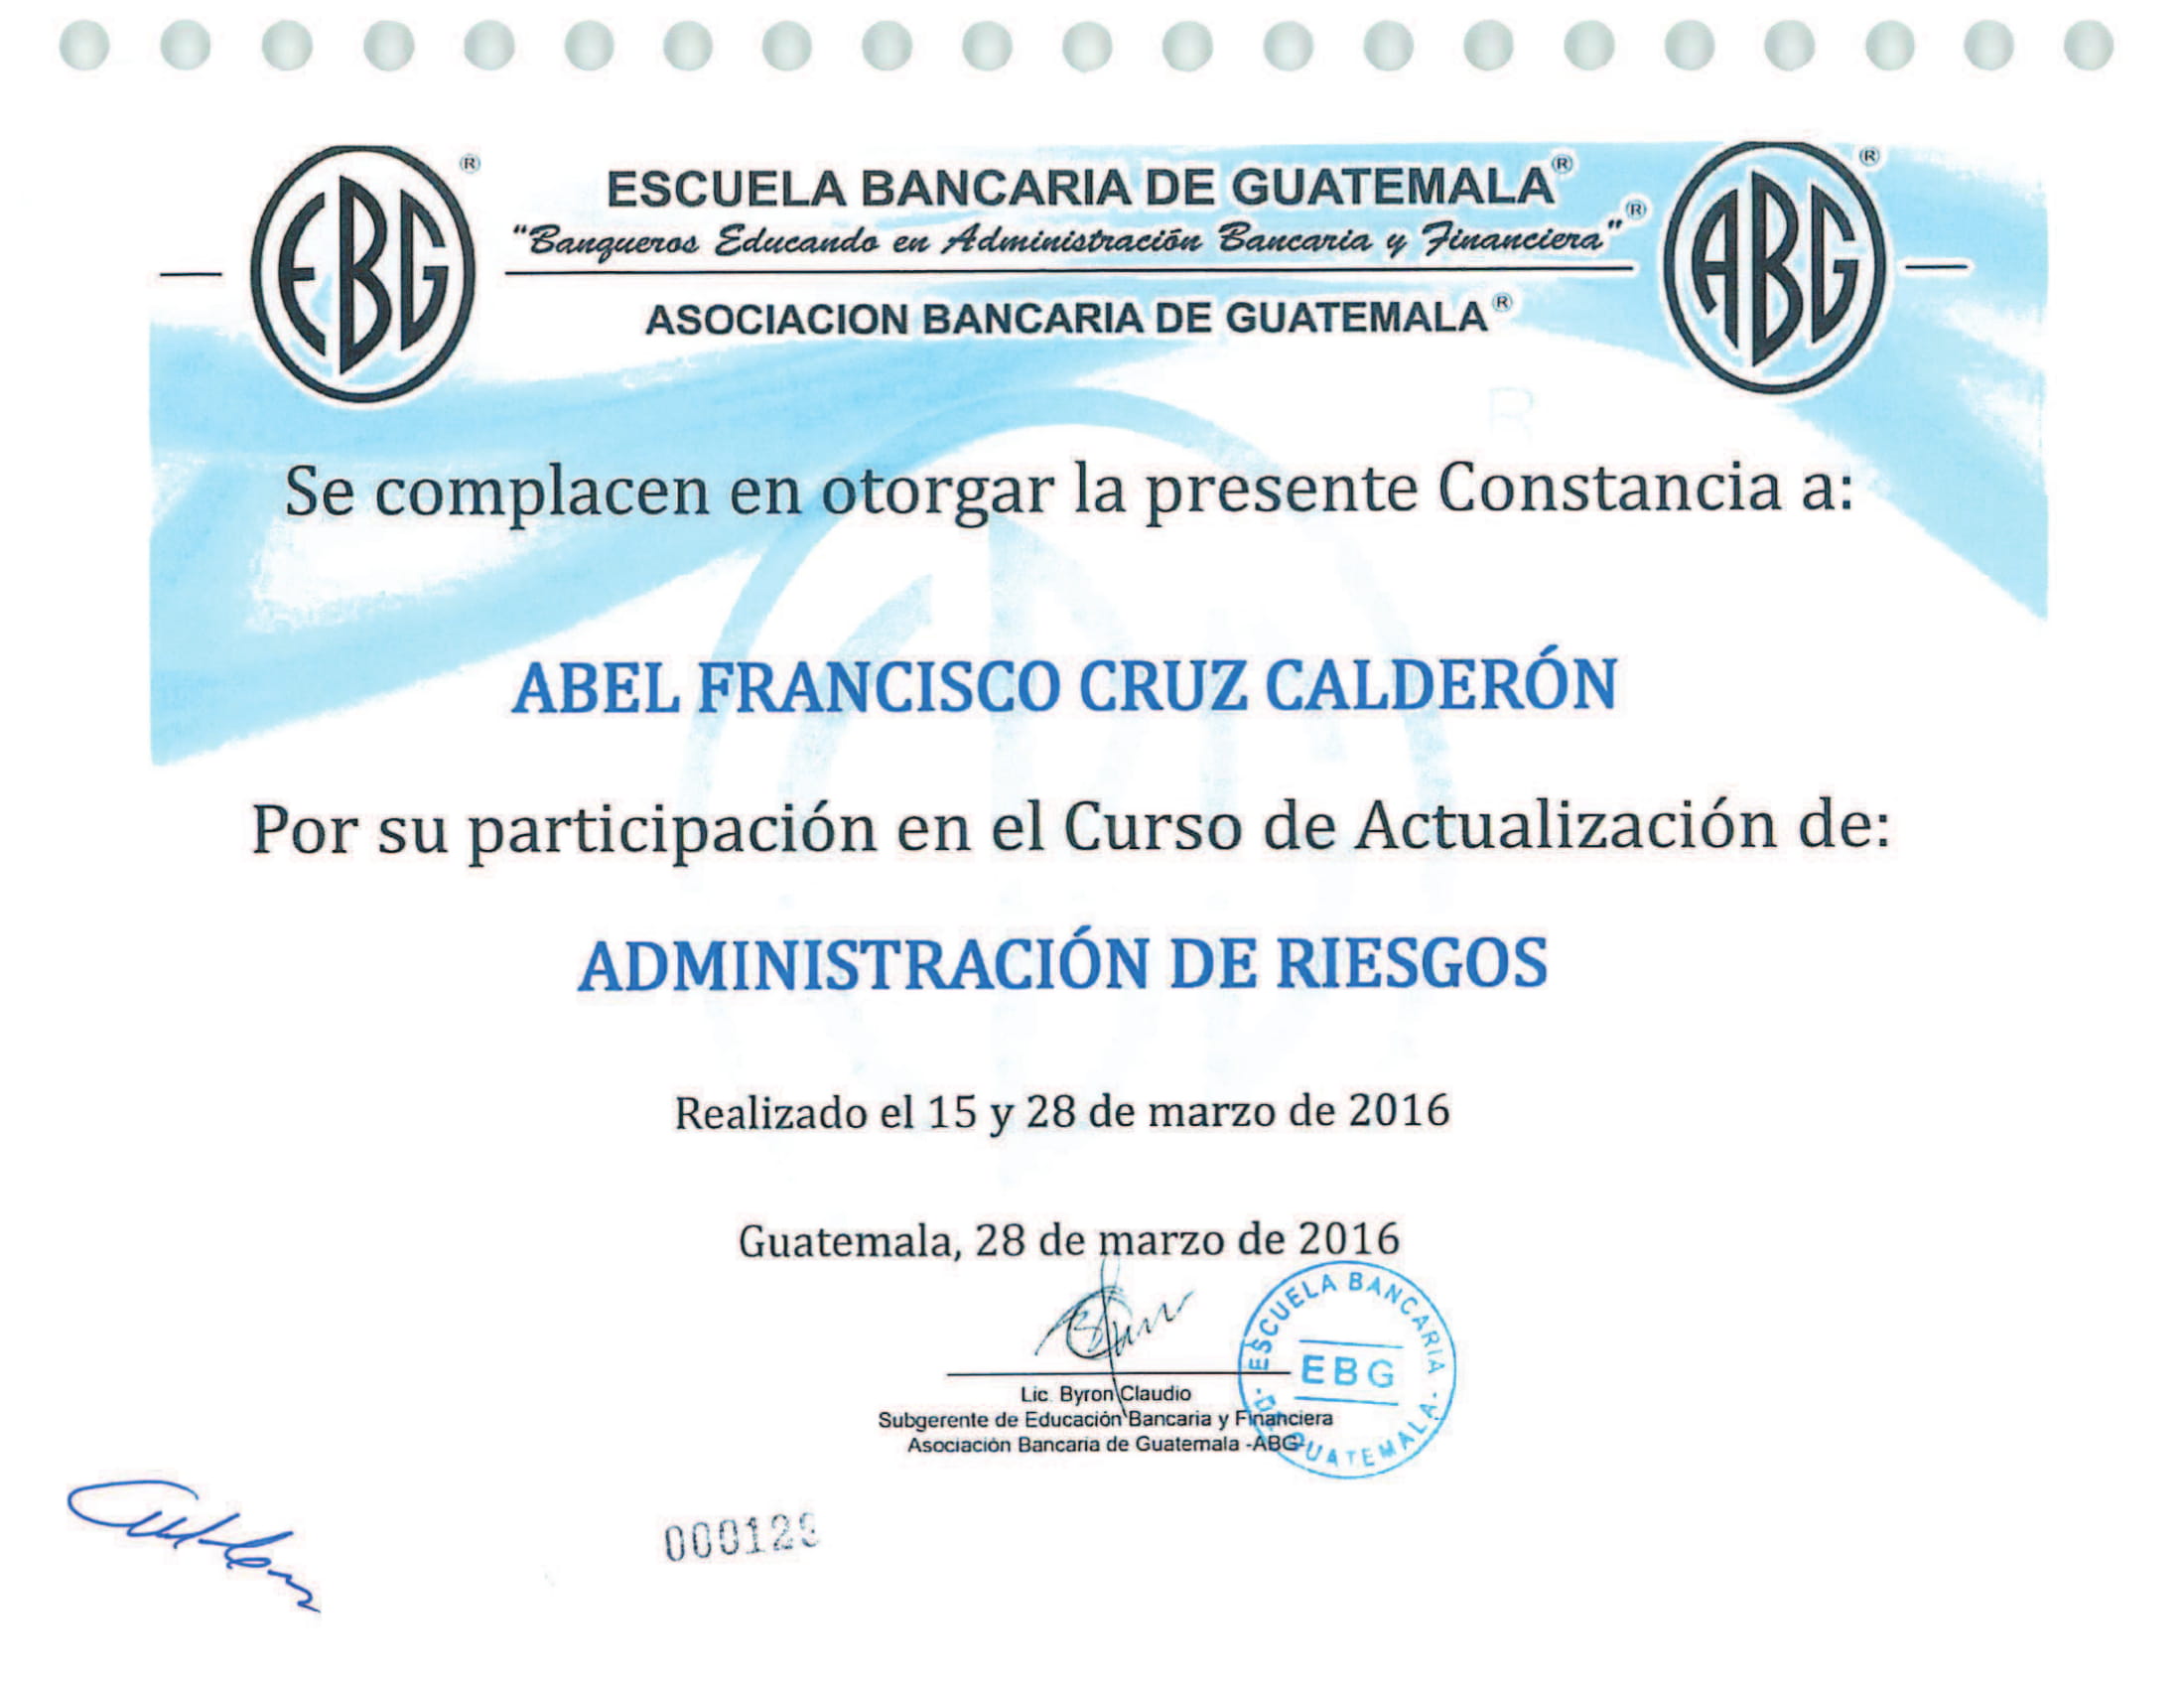 EBG®
ESCUELA BANCARIA DE GUATEMALA®
"Banqueros Educando en Administración Bancaria y Financiera"®
ASOCIACION BANCARIA DE GUATEMALA®
ABG®
Se complacen en otorgar la presente Constancia a:
ABEL FRANCISCO CRUZ CALDERÓN
Por su participación en el Curso de Actualización de:
ADMINISTRACIÓN DE RIESGOS
Realizado el 15 y 28 de marzo de 2016
Guatemala, 28 de marzo de 2016
Lic. Byron Claudio
Subgerente de Educación Bancaria y Financiera
Asociación Bancaria de Guatemala -ABG-
ESCUELA BANCARIA
EBG
- DE GUATEMALA -